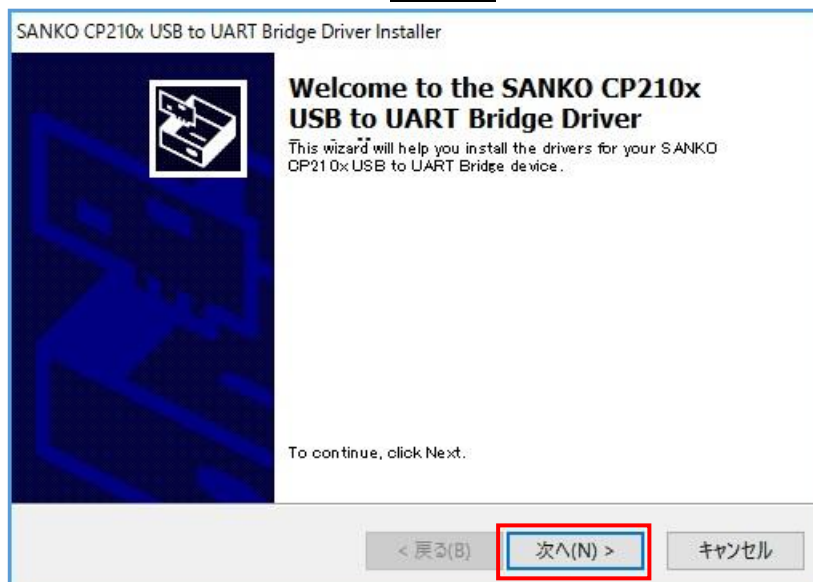 SANKO CP210x USB to UART Bridge Driver Installer
Welcome to the SANKO CP210x
USB to UART Bridge Driver
This wizard will help you install the drivers for your SANKO
CP210x USB to UART Bridge device.
To continue, click Next.
< 戻る(B) 次へ(N) > キャンセル